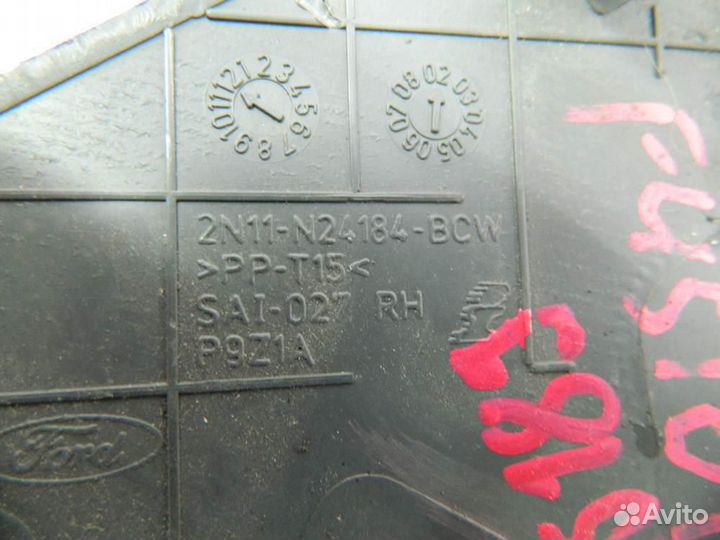 1 2 3 4 5 6 7 8 9 10 11 12
02 03 04 05 06 07 08
2N11-N24184-BCW
>PP-T15<
SAI-027 RH
P9Z1A
Ford
Avito